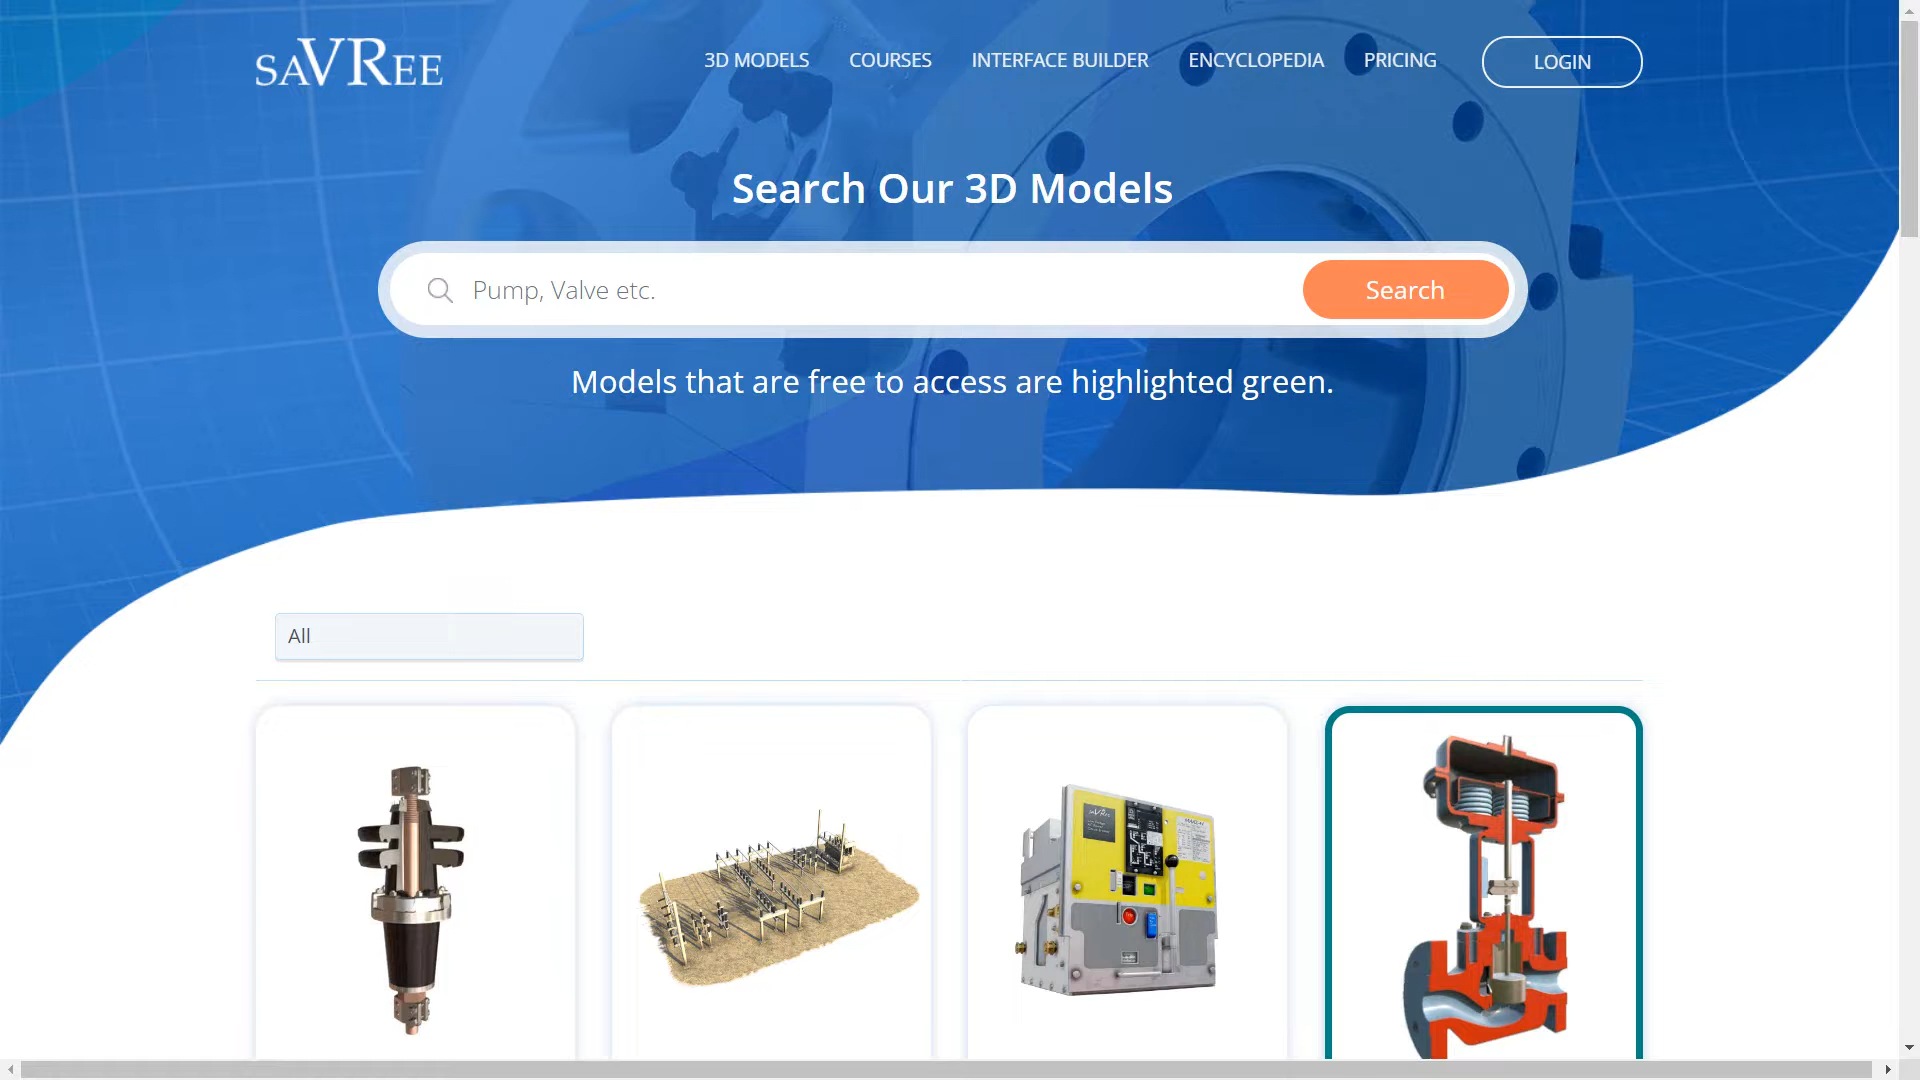 saVRee
3D MODELS
COURSES
INTERFACE BUILDER
ENCYCLOPEDIA
PRICING
LOGIN
Search Our 3D Models
Pump, Valve etc.
Search
Models that are free to access are highlighted green.
All
saVRee